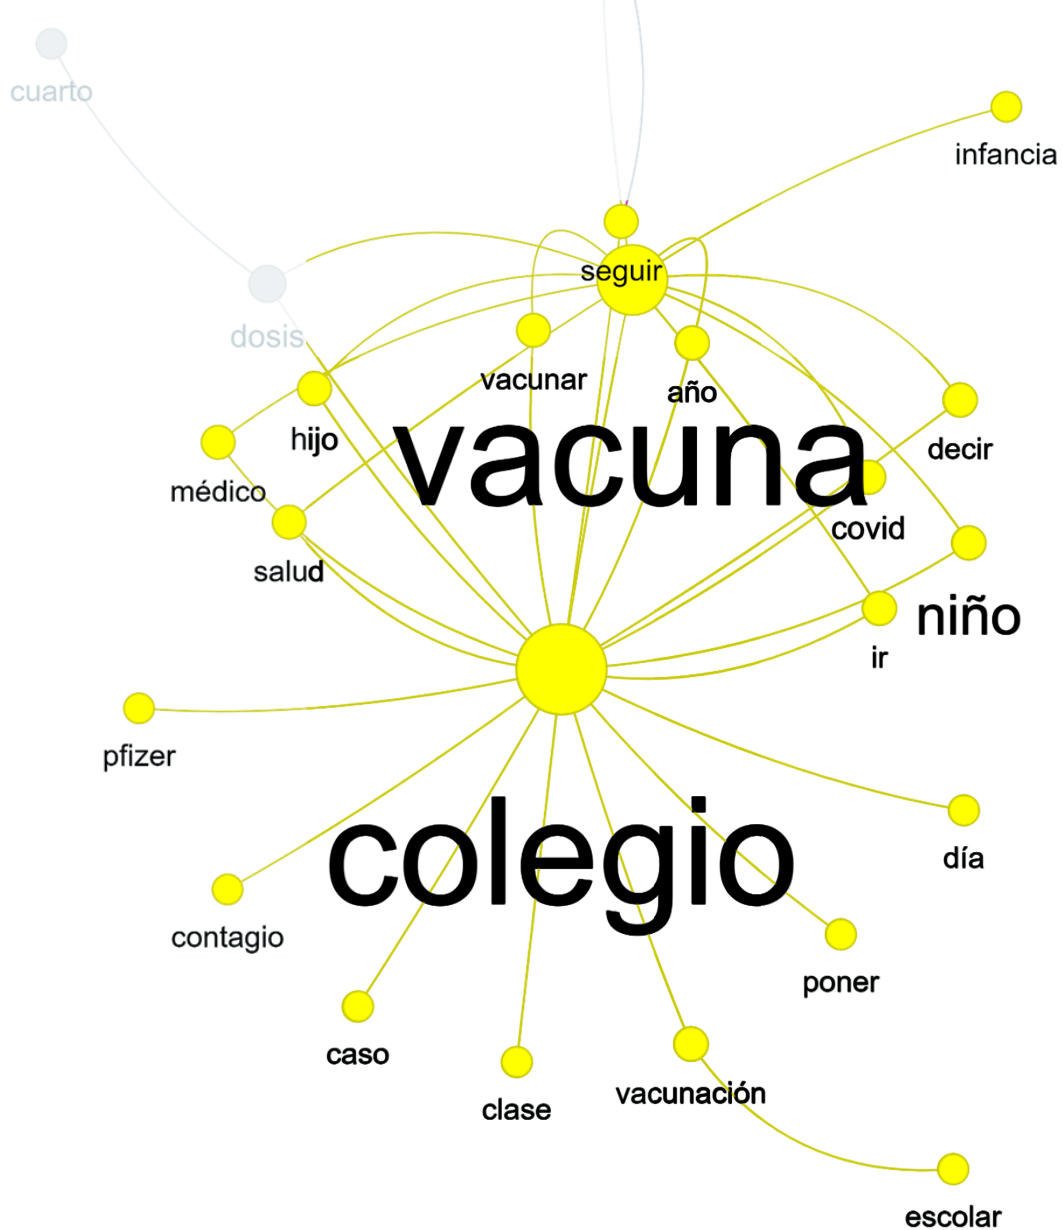 cuarto
infancia
seguir
dosis
vacunar
año
hijo
vacuna
decir
médico
covid
salud
niño
ir
pfizer
colegio
día
contagio
poner
caso
vacunación
clase
escolar